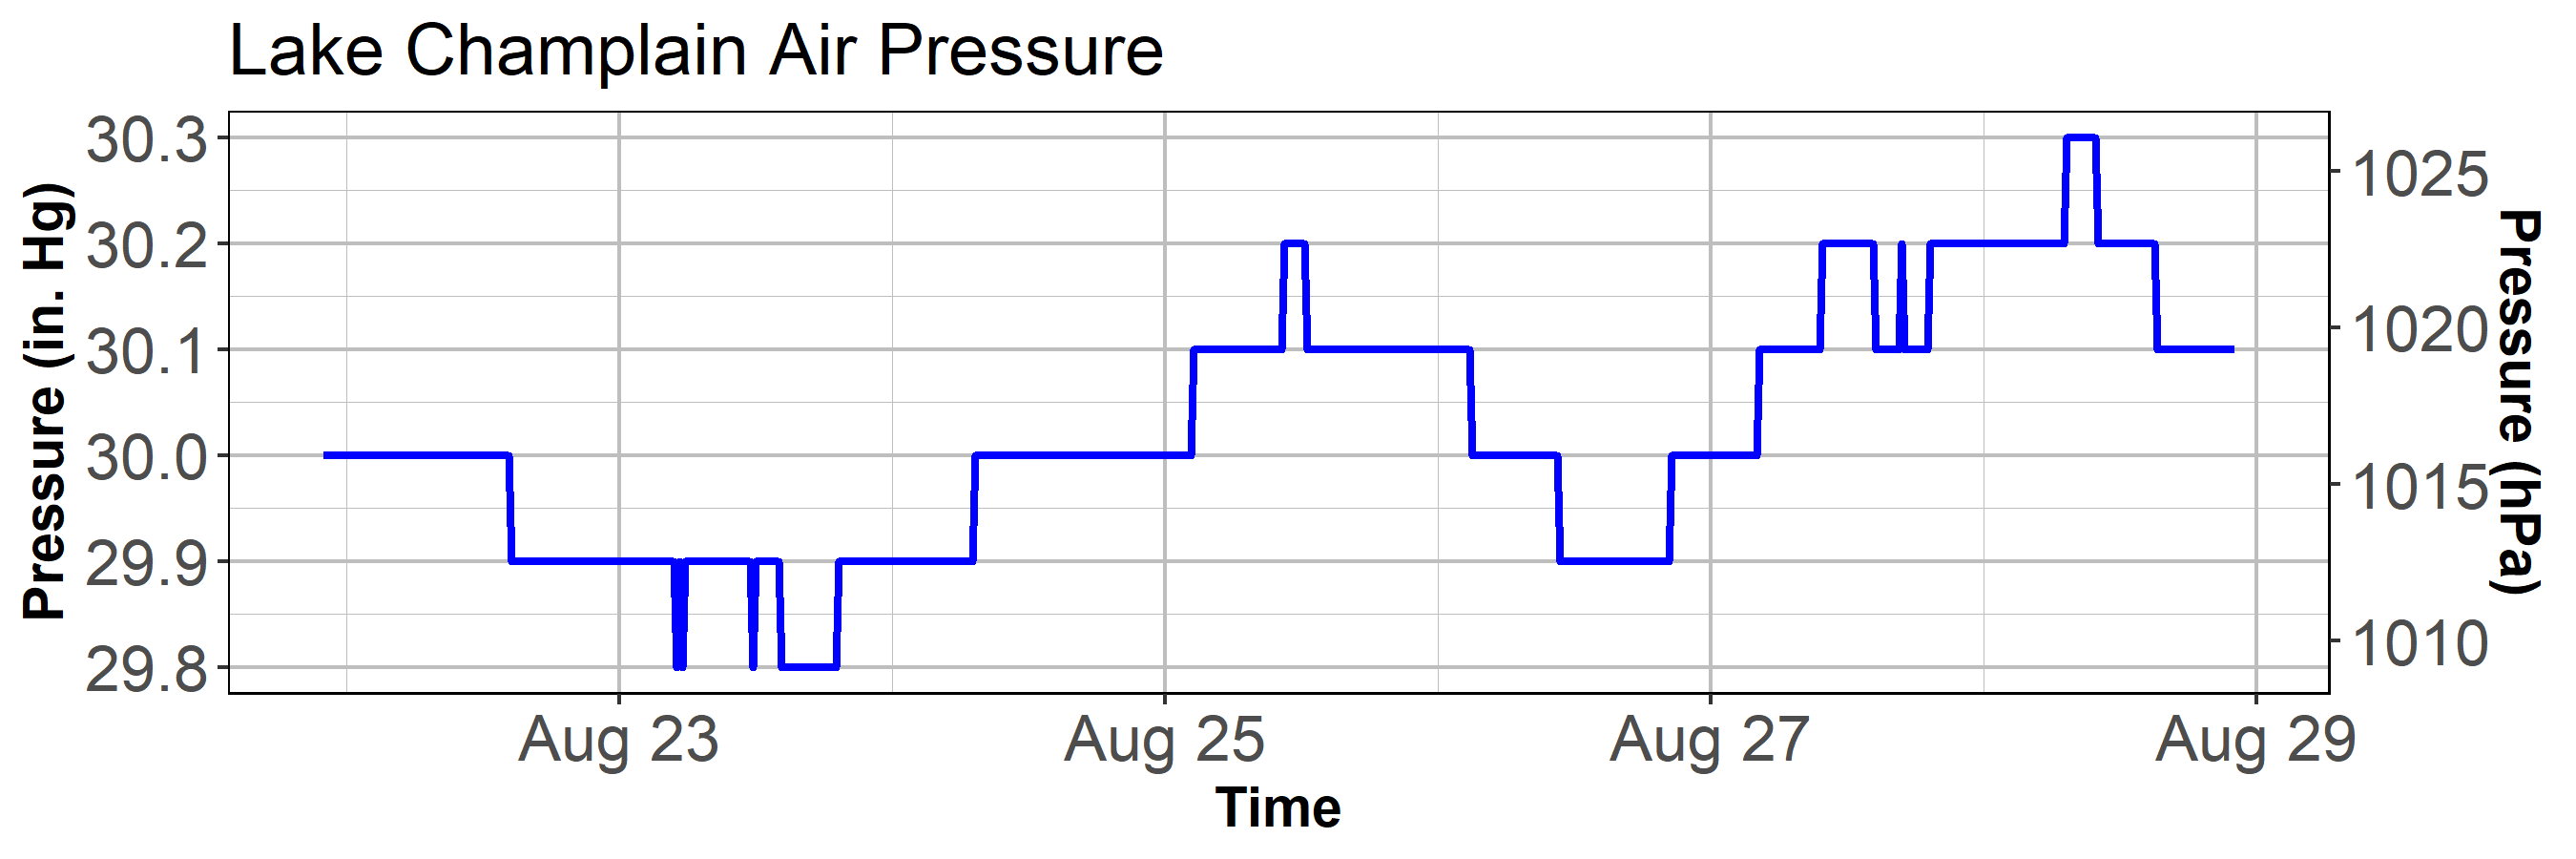 Lake Champlain Air Pressure
Pressure (in. Hg)
30.3
30.2
30.1
30.0
29.9
29.8
1025
1020
1015
1010
Pressure (hPa)
Aug 23 Aug 25 Aug 27 Aug 29
Time